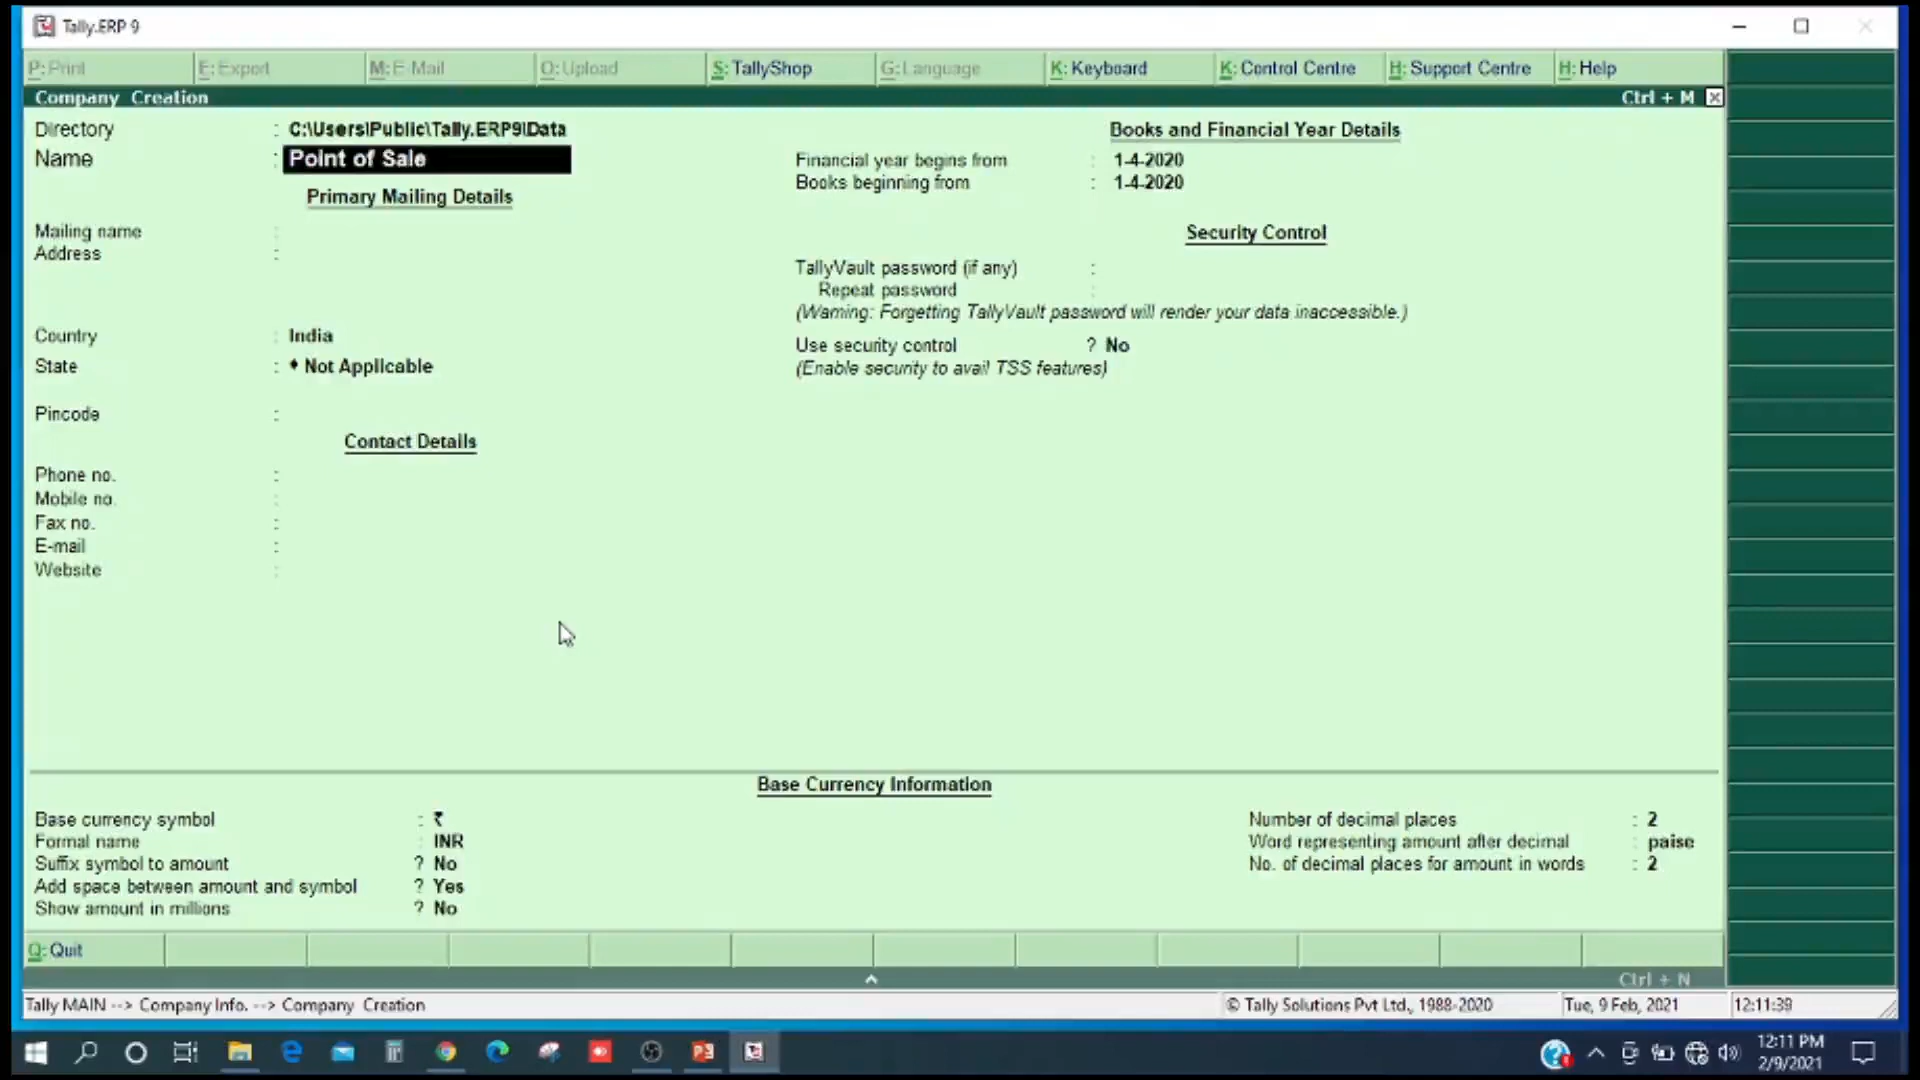 Tally.ERP 9
P: Print E: Export M: E-Mail O: Upload S: TallyShop G: Language K: Keyboard K: Control Centre H: Support Centre H: Help
Company Creation Ctrl + M
Directory : C:\Users\Public\Tally.ERP9\Data
Name : Point of Sale
Primary Mailing Details
Mailing name :
Address :
Country : India
State : ♦ Not Applicable
Pincode :
Contact Details
Phone no. :
Mobile no. :
Fax no. :
E-mail :
Website :
Books and Financial Year Details
Financial year begins from : 1-4-2020
Books beginning from : 1-4-2020
Security Control
TallyVault password (if any) :
Repeat password :
(Warning: Forgetting TallyVault password will render your data inaccessible.)
Use security control ? No
(Enable security to avail TSS features)
Base Currency Information
Base currency symbol : ₹
Formal name : INR
Suffix symbol to amount ? No
Add space between amount and symbol ? Yes
Show amount in millions ? No
Number of decimal places : 2
Word representing amount after decimal : paise
No. of decimal places for amount in words : 2
Q: Quit
Ctrl + N
Tally MAIN --> Company Info. --> Company Creation © Tally Solutions Pvt Ltd., 1988-2020 Tue, 9 Feb, 2021 12:11:39
12:11 PM
2/9/2021